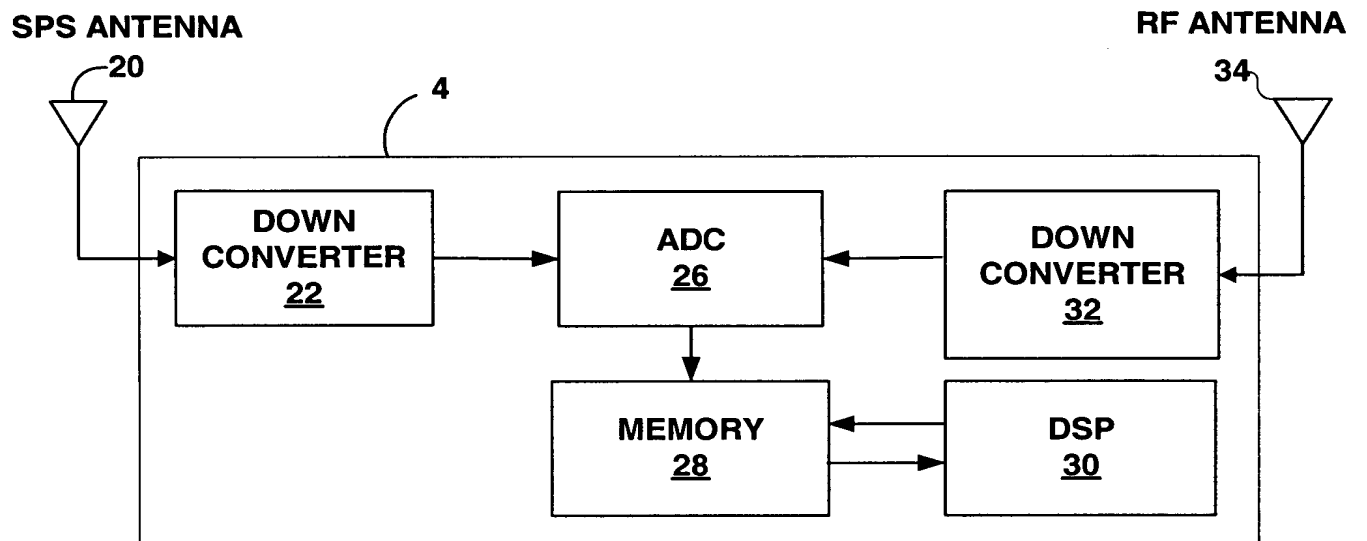 SPS ANTENNA
20
4
RF ANTENNA
34
DOWN
CONVERTER
22
ADC
26
DOWN
CONVERTER
32
MEMORY
28
DSP
30